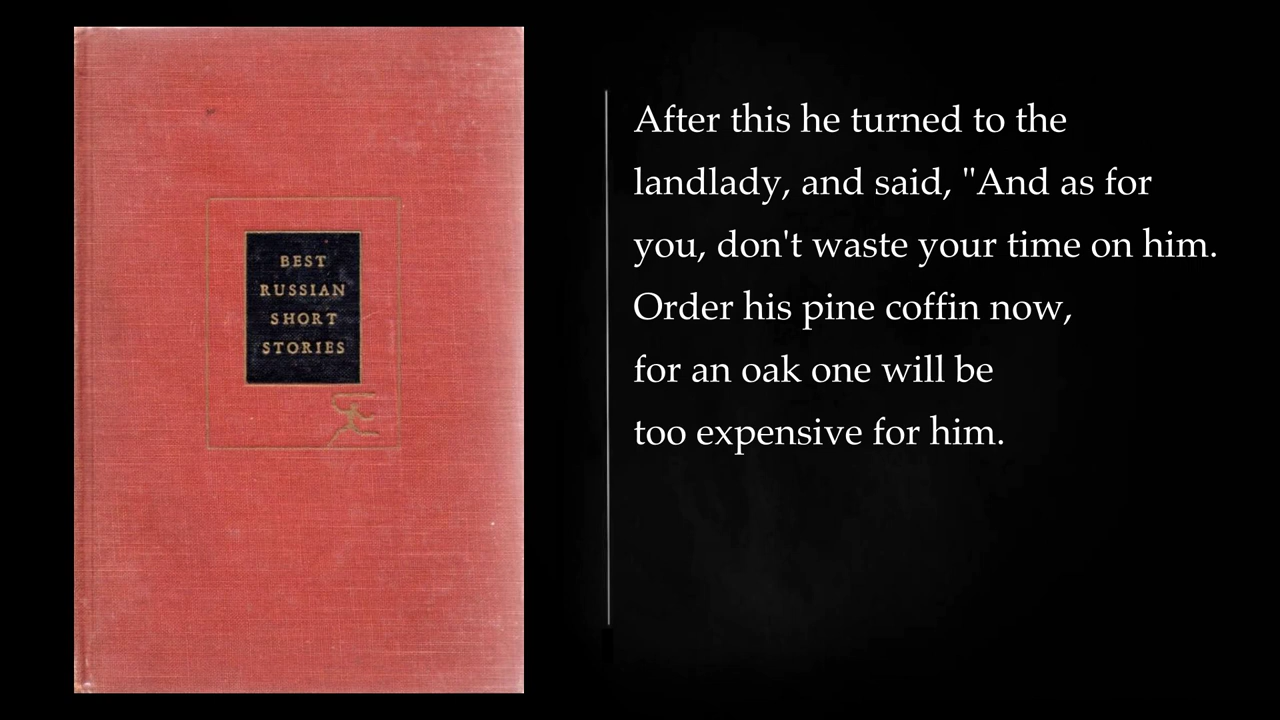 BEST
RUSSIAN
SHORT
STORIES
After this he turned to the
landlady, and said, "And as for
you, don't waste your time on him.
Order his pine coffin now,
for an oak one will be
too expensive for him.